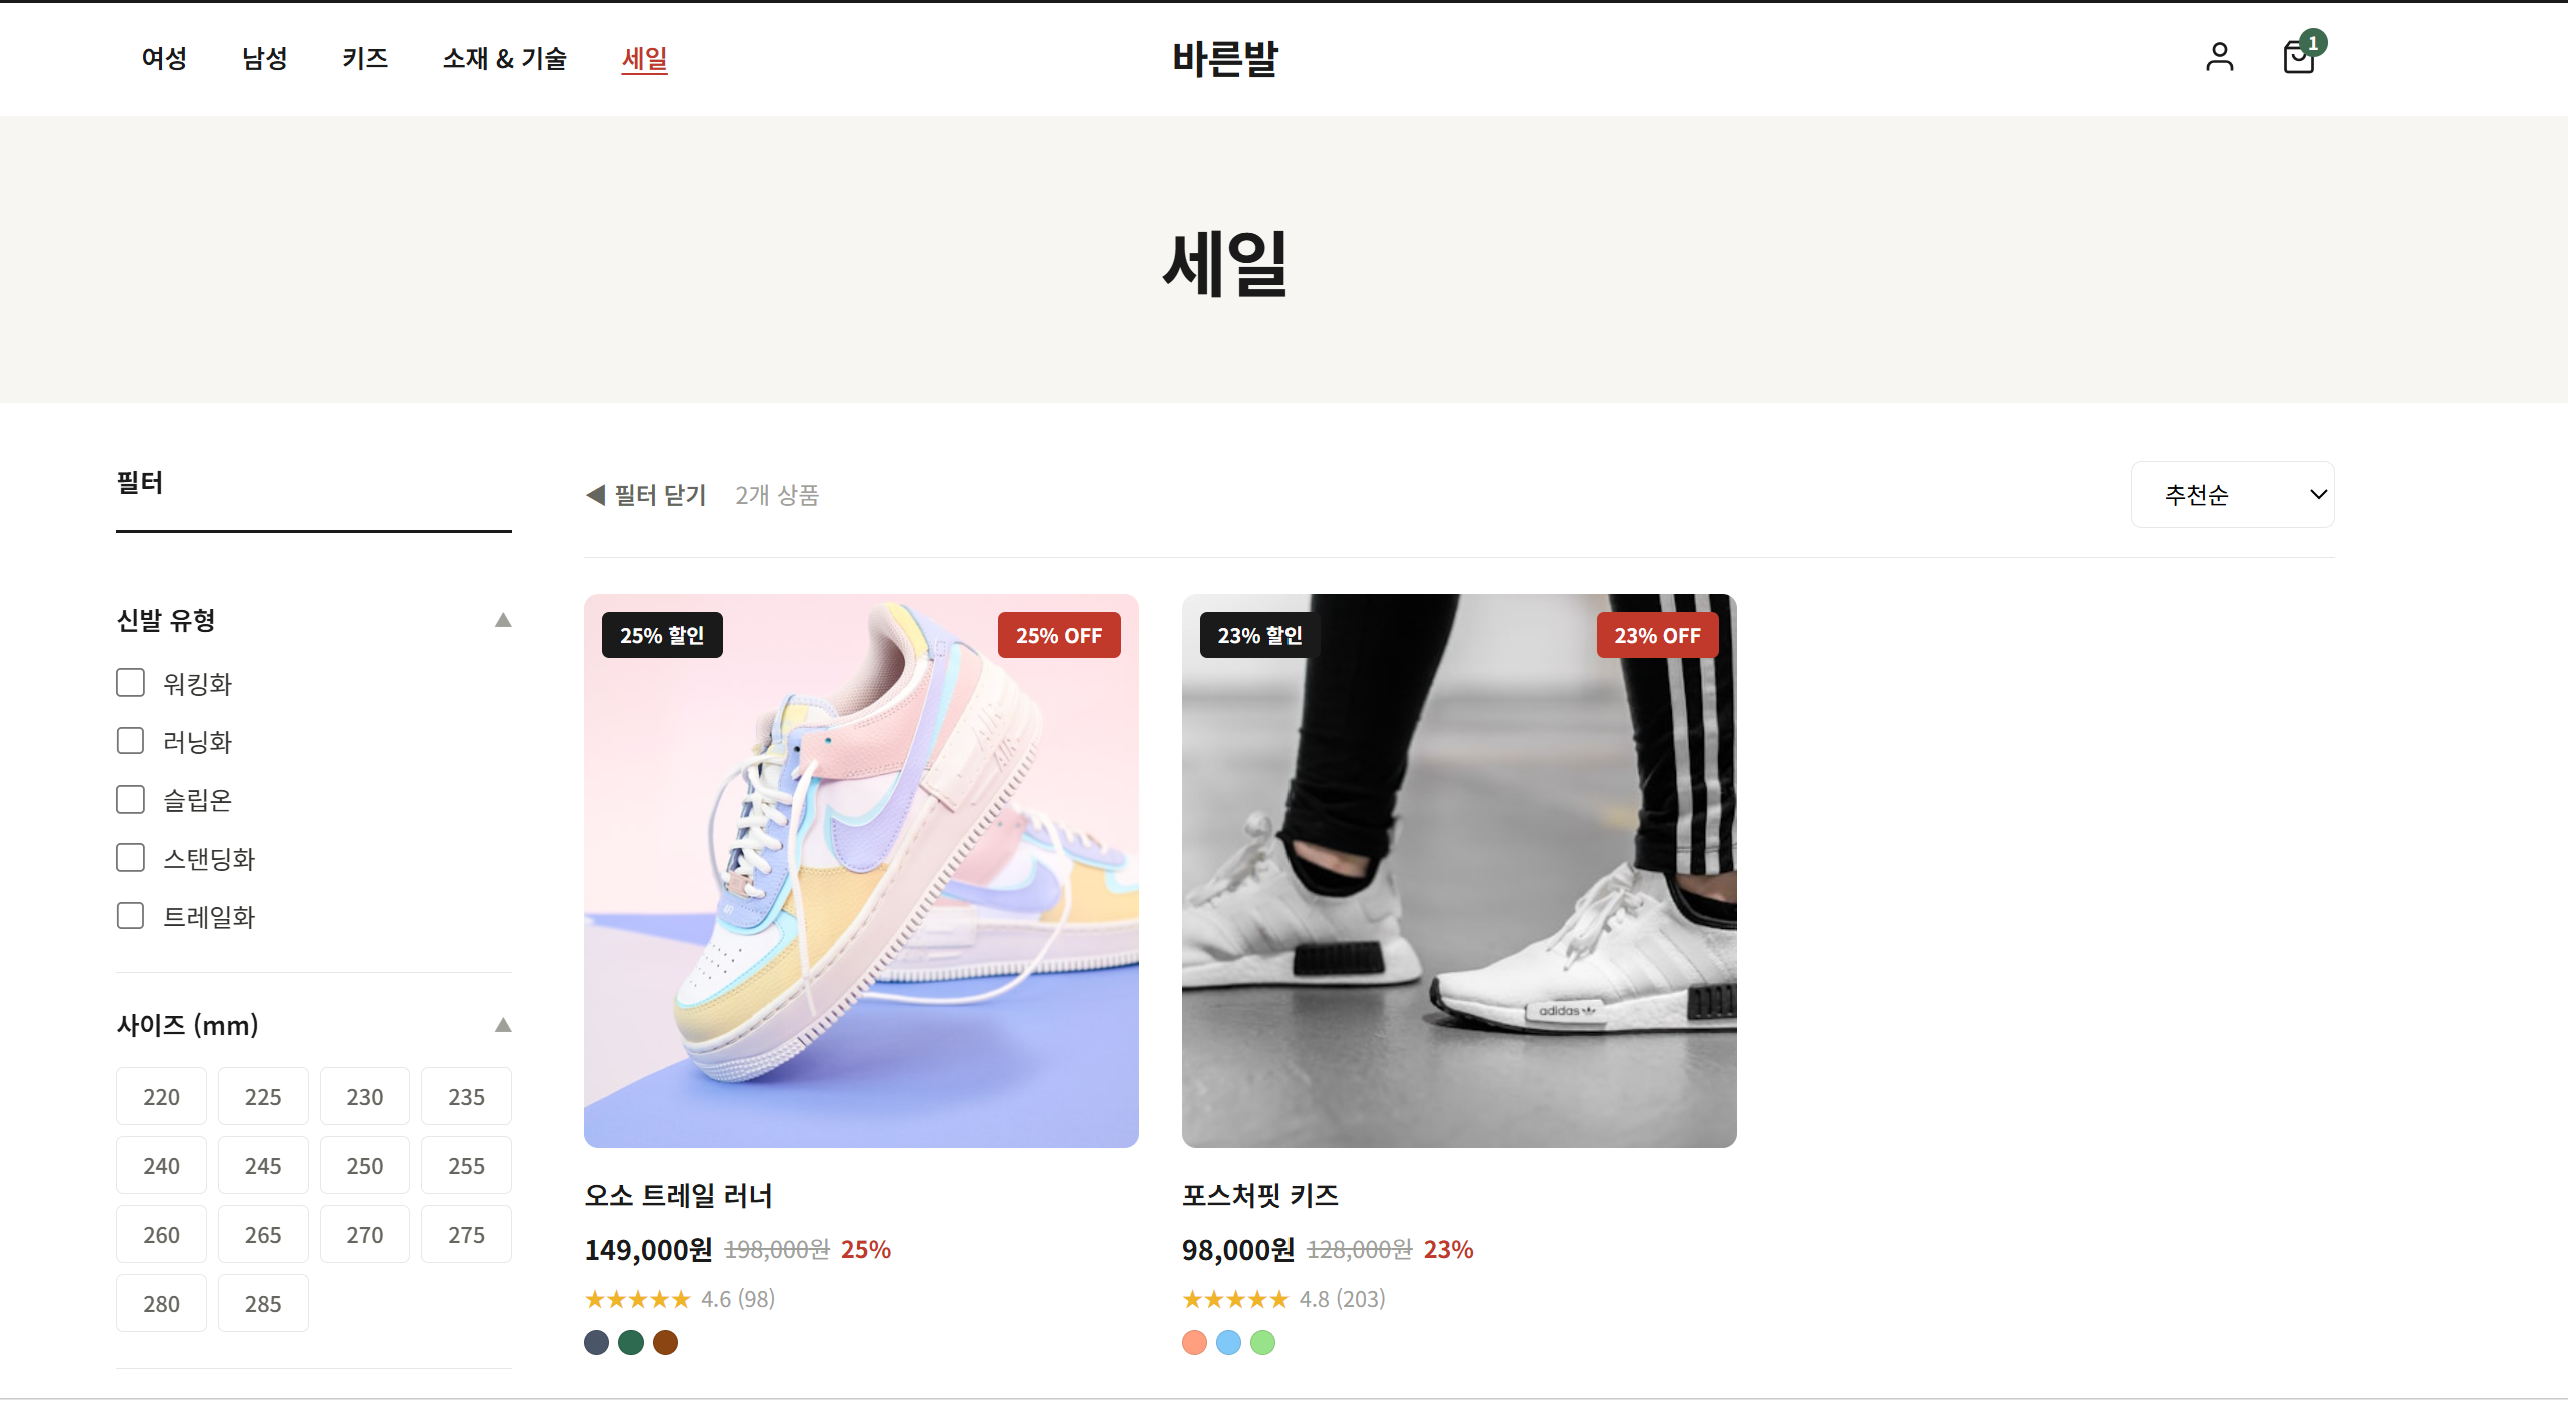 여성 남성 키즈 소재 & 기술 세일 바른발 1
세일
필터
◀ 필터 닫기 2개 상품 추천순
신발 유형 ▲
워킹화
러닝화
슬립온
스탠딩화
트레일화
사이즈 (mm) ▲
220 225 230 235
240 245 250 255
260 265 270 275
280 285
25% 할인 25% OFF
오소 트레일 러너
149,000원 198,000원 25%
★★★★★ 4.6 (98)
23% 할인 23% OFF
adidas
포스처핏 키즈
98,000원 128,000원 23%
★★★★★ 4.8 (203)